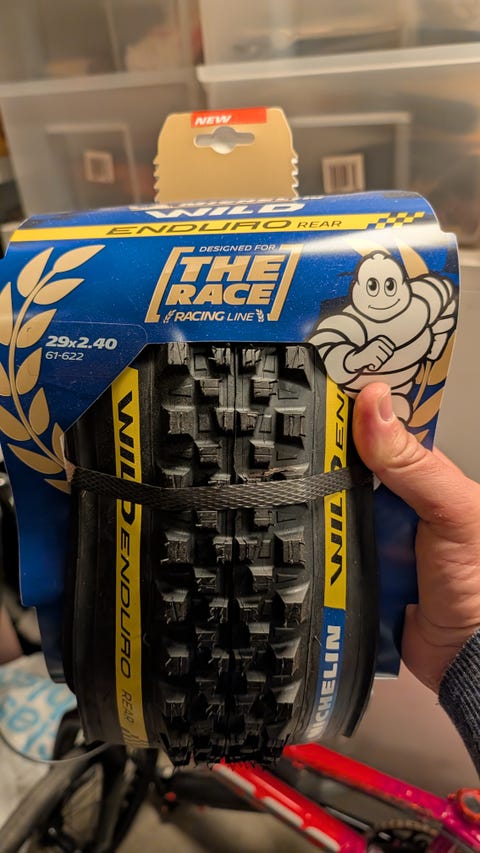 NEW
WILD
ENDURO REAR
DESIGNED FOR
THE
RACE
RACING LINE
29x2.40
61-622
WILD ENDURO REAR
WILD EN
MICHELIN